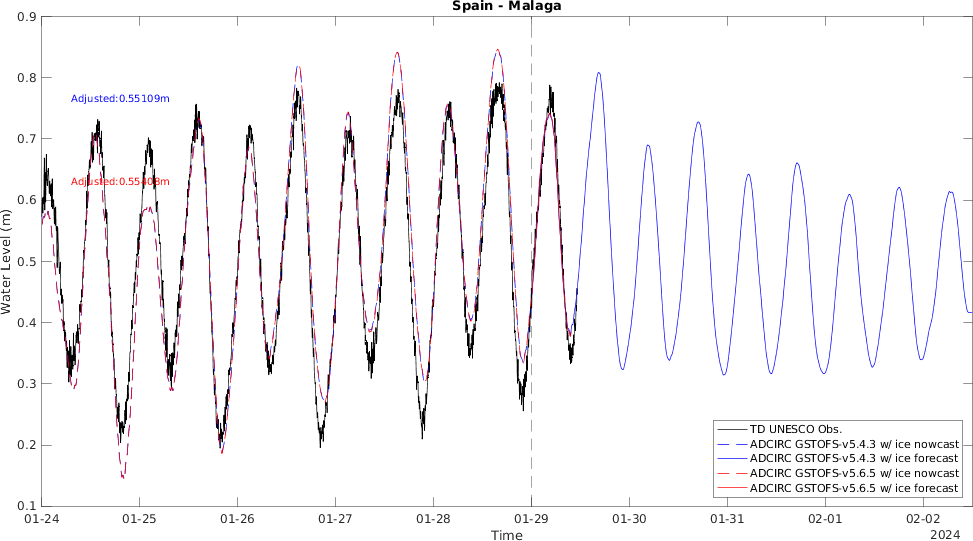 Spain - Malaga
0.9
0.8
0.7
0.6
0.5
0.4
0.3
0.2
0.1
Water Level (m)
Adjusted:0.55109m
TD UNESCO Obs.
ADCIRC GSTOFS-v5.4.3 w/ ice nowcast
ADCIRC GSTOFS-v5.4.3 w/ ice forecast
ADCIRC GSTOFS-v5.6.5 w/ ice nowcast
ADCIRC GSTOFS-v5.6.5 w/ ice forecast
01-24 01-25 01-26 01-27 01-28 01-29 01-30 01-31 02-01 02-02
Time
2024